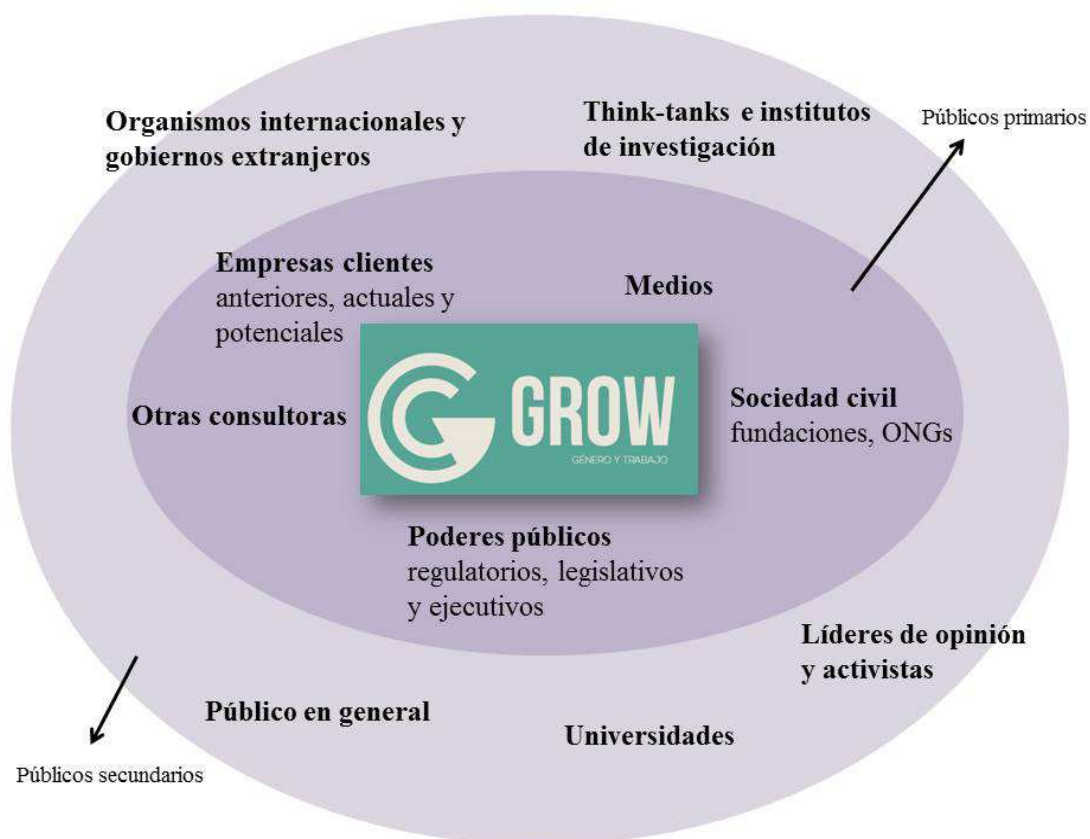 Organismos internacionales y
gobiernos extranjeros
Think-tanks e institutos
de investigación
Públicos primarios
Empresas clientes
anteriores, actuales y
potenciales
Medios
Otras consultoras
GROW
GÉNERO Y TRABAJO
Sociedad civil
fundaciones, ONGs
Poderes públicos
regulatorios, legislativos
y ejecutivos
Líderes de opinión
y activistas
Público en general
Universidades
Públicos secundarios